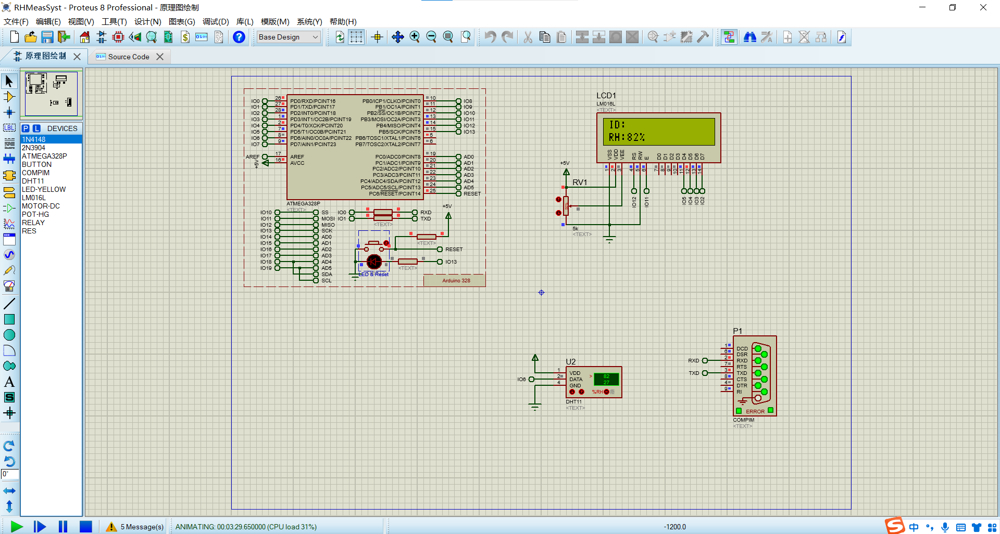 RHMeasSyst - Proteus 8 Professional - 原理图绘制
文件(F) 编辑(E) 视图(V) 工具(T) 设计(N) 图表(G) 调试(D) 库(L) 模版(M) 系统(Y) 帮助(H)
Base Design
原理图绘制
Source Code
P L DEVICES
1N4148
2N3904
ATMEGA328P
BUTTON
COMPIM
DHT11
LED-YELLOW
LM016L
MOTOR-DC
POT-HG
RELAY
RES
0°
IO0 26 PD0/RXD/PCINT16 PB0/ICP1/CLKO/PCINT0 10 IO8
IO1 27 PD1/TXD/PCINT17 PB1/OC1A/PCINT1 11 IO9
IO2 28 PD2/INT0/PCINT18 PB2/SS/OC1B/PCINT2 12 IO10
IO3 1 PD3/INT1/OC2B/PCINT19 PB3/MOSI/OC2A/PCINT3 13 IO11
IO4 2 PD4/T0/XCK/PCINT20 PB4/MISO/PCINT4 14 IO12
IO5 7 PD5/T1/OC0B/PCINT21 PB5/SCK/PCINT5 15 IO13
IO6 8 PD6/AIN0/OC0A/PCINT22 PB6/TOSC1/XTAL1/PCINT6 5
IO7 9 PD7/AIN1/PCINT23 PB7/TOSC2/XTAL2/PCINT7 6
AREF 17 AREF PC0/ADC0/PCINT8 19 AD0
+5V 16 AVCC PC1/ADC1/PCINT9 20 AD1
PC2/ADC2/PCINT10 21 AD2
PC3/ADC3/PCINT11 22 AD3
PC4/ADC4/SDA/PCINT12 23 AD4
PC5/ADC5/SCL/PCINT13 24 AD5
PC6/RESET/PCINT14 25 RESET
ATMEGA328P
<TEXT>
IO10 SS
IO11 MOSI
IO12 MISO
IO13 SCK
IO14 AD0
IO15 AD1
IO16 AD2
IO17 AD3
IO18 AD4
IO19 AD5
SDA
SCL
IO0 RXD
IO1 TXD
<TEXT>
+5V
<TEXT>
RESET
IO13
<TEXT>
LED & Reset
Arduino 328
LCD1
LM016L
<TEXT>
ID:
RH:82%
VSS VDD VEE RS RW E D0 D1 D2 D3 D4 D5 D6 D7
1 2 3 4 5 6 7 8 9 10 11 12 13 14
IO12 IO11 IO5 IO4 IO3 IO2
+5V
RV1
5k
<TEXT>
U2
IO6
1 VDD
2 DATA
4 GND
> 82
27
%RH
DHT11
<TEXT>
P1
1 DCD
6 DSR
RXD 2 RXD
7 RTS
TXD 3 TXD
8 CTS
4 DTR
9 RI
ERROR
COMPIM
<TEXT>
5 Message(s)
ANIMATING: 00:03:29.650000 (CPU load 31%)
-1200.0
中